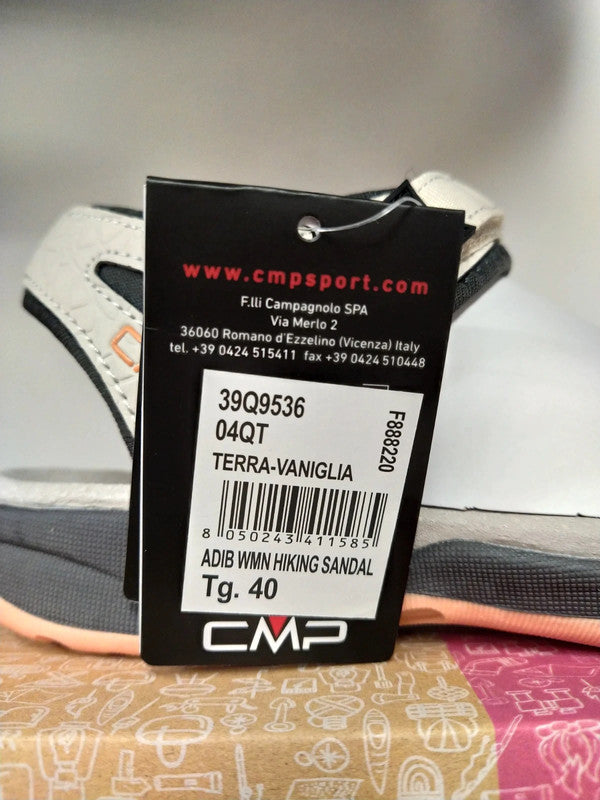 www.cmpsport.com
F.lli Campagnolo SPA
Via Merlo 2
36060 Romano d'Ezzelino (Vicenza) Italy
tel. +39 0424 515411 fax +39 0424 510448
39Q9536
04QT
F888220
TERRA-VANIGLIA
8 050243 411585
ADIB WMN HIKING SANDAL
Tg. 40
CMP